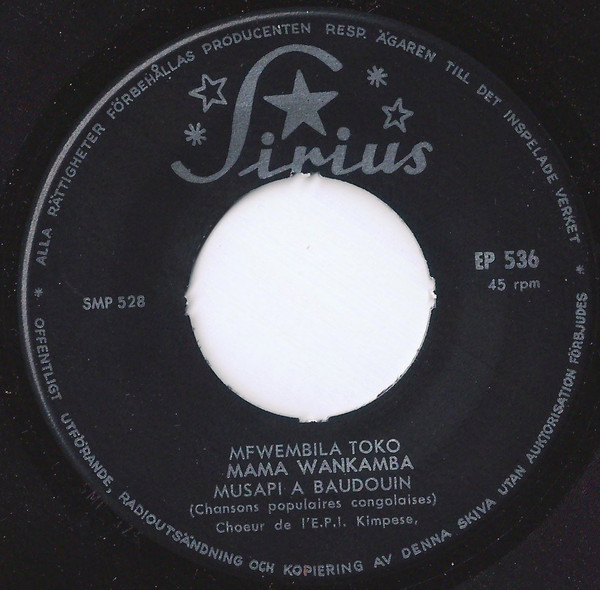 * ALLA RÄTTIGHETER FÖRBEHÅLLAS PRODUCENTEN RESP. ÄGAREN TILL DET INSPELADE VERKET *
OFFENTLIGT UTFÖRANDE, RADIOUTSÄNDNING OCH KOPIERING AV DENNA SKIVA UTAN AUKTORISATION FÖRBJUDES
Sirius
EP 536
45 rpm
SMP 528
MFWEMBILA TOKO
MAMA WANKAMBA
MUSAPI A BAUDOUIN
(Chansons populaires congolaises)
Choeur de l'E.P.I. Kimpese,